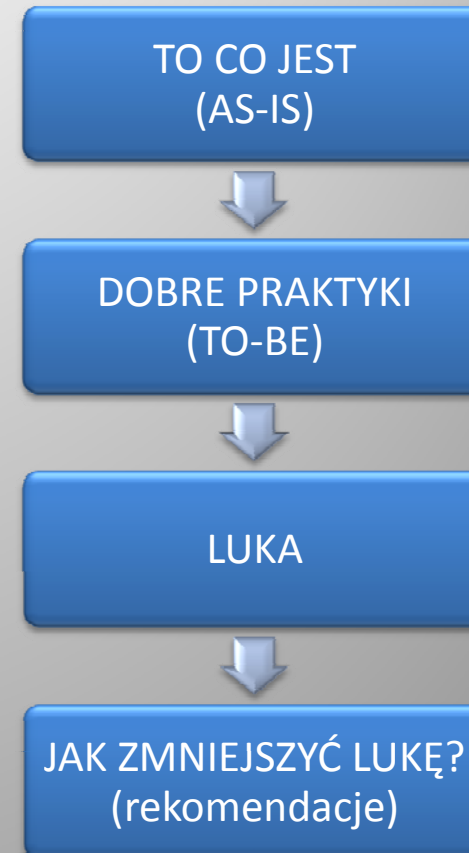 TO CO JEST
(AS-IS)
DOBRE PRAKTYKI
(TO-BE)
LUKA
JAK ZMNIEJSZYĆ LUKĘ?
(rekomendacje)